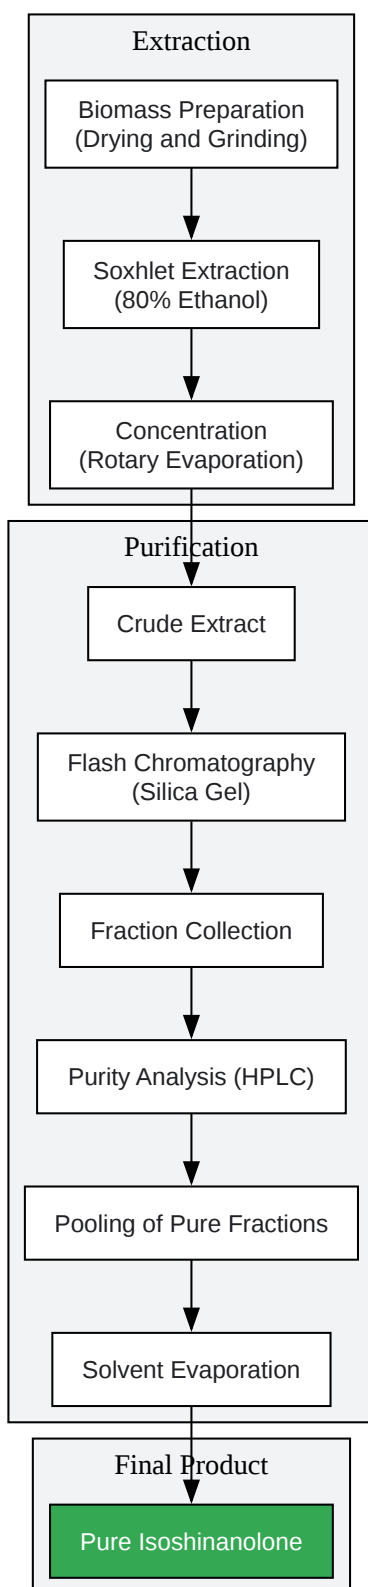 Extraction
Biomass Preparation
(Drying and Grinding)
Soxhlet Extraction
(80% Ethanol)
Concentration
(Rotary Evaporation)
Purification
Crude Extract
Flash Chromatography
(Silica Gel)
Fraction Collection
Purity Analysis (HPLC)
Pooling of Pure Fractions
Solvent Evaporation
Final Product
Pure Isoshinanolone